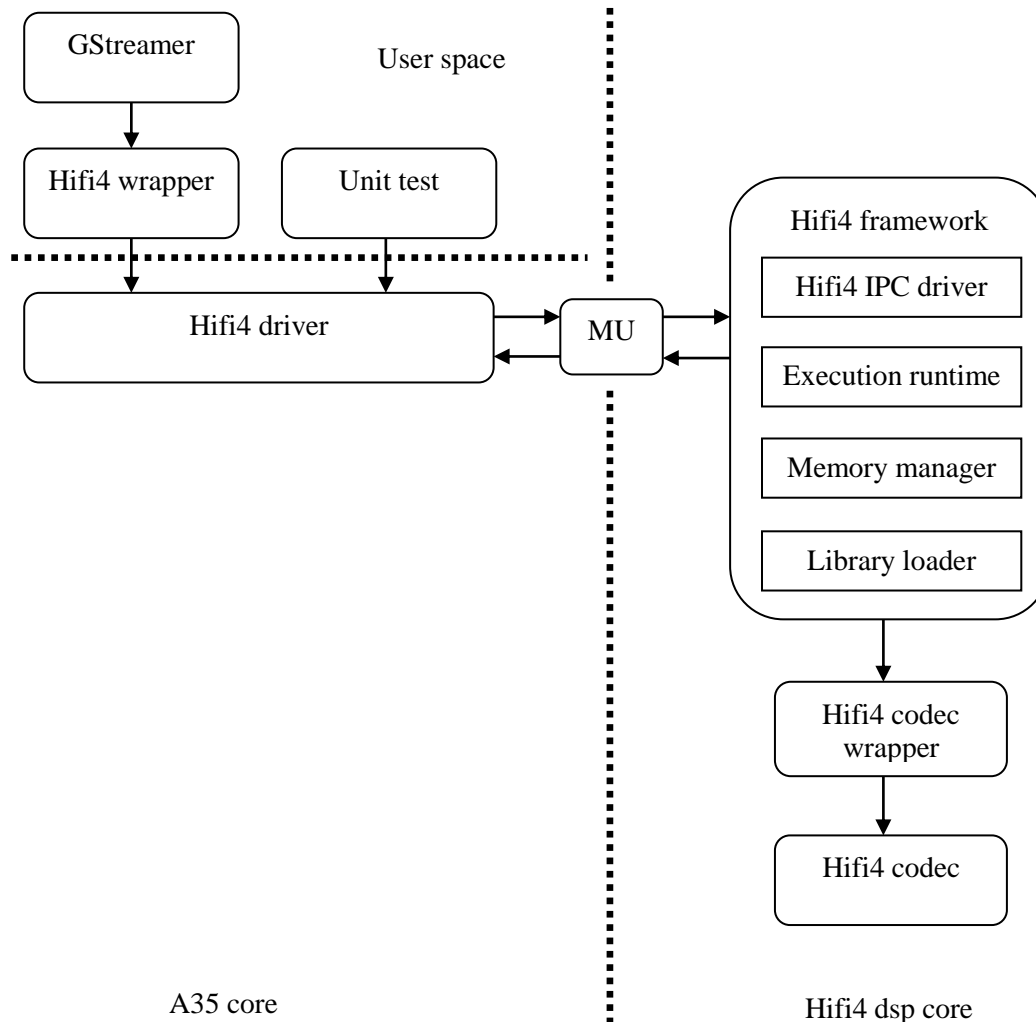 GStreamer
User space
Hifi4 wrapper
Unit test
Hifi4 framework
Hifi4 IPC driver
Hifi4 driver
MU
Execution runtime
Memory manager
Library loader
Hifi4 codec
wrapper
Hifi4 codec
A35 core
Hifi4 dsp core